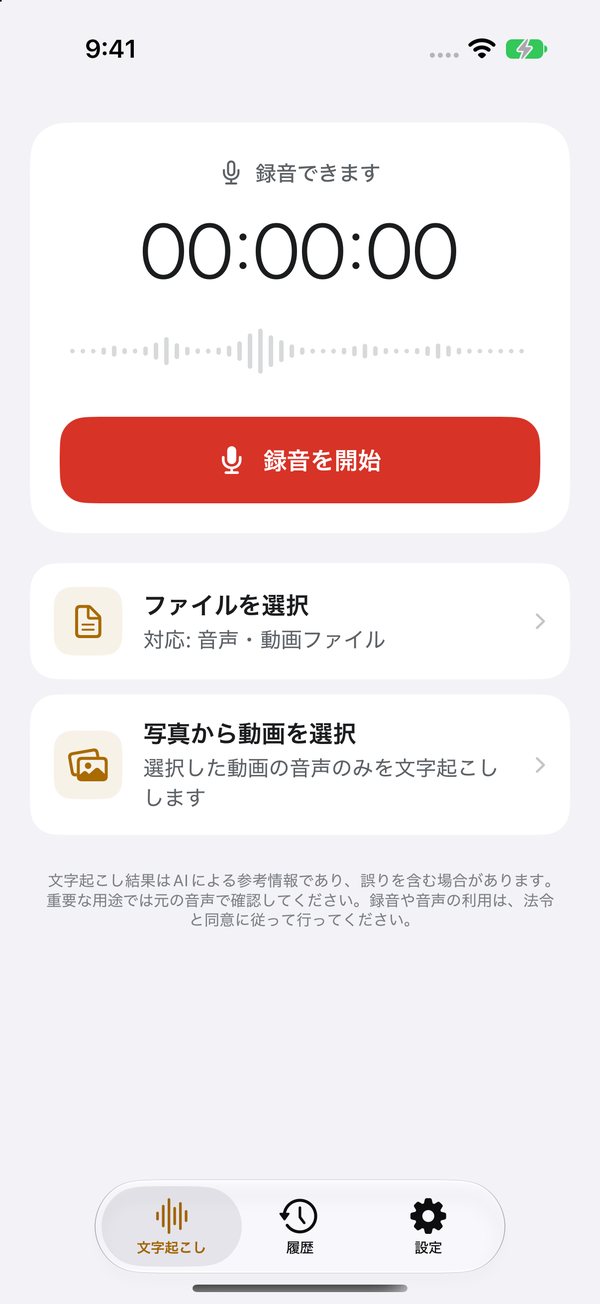 9:41
録音できます
00:00:00
録音を開始
ファイルを選択
対応: 音声・動画ファイル
写真から動画を選択
選択した動画の音声のみを文字起こし
します
文字起こし結果はAIによる参考情報であり、誤りを含む場合があります。
重要な用途では元の音声で確認してください。録音や音声の利用は、法令
と同意に従って行ってください。
文字起こし
履歴
設定